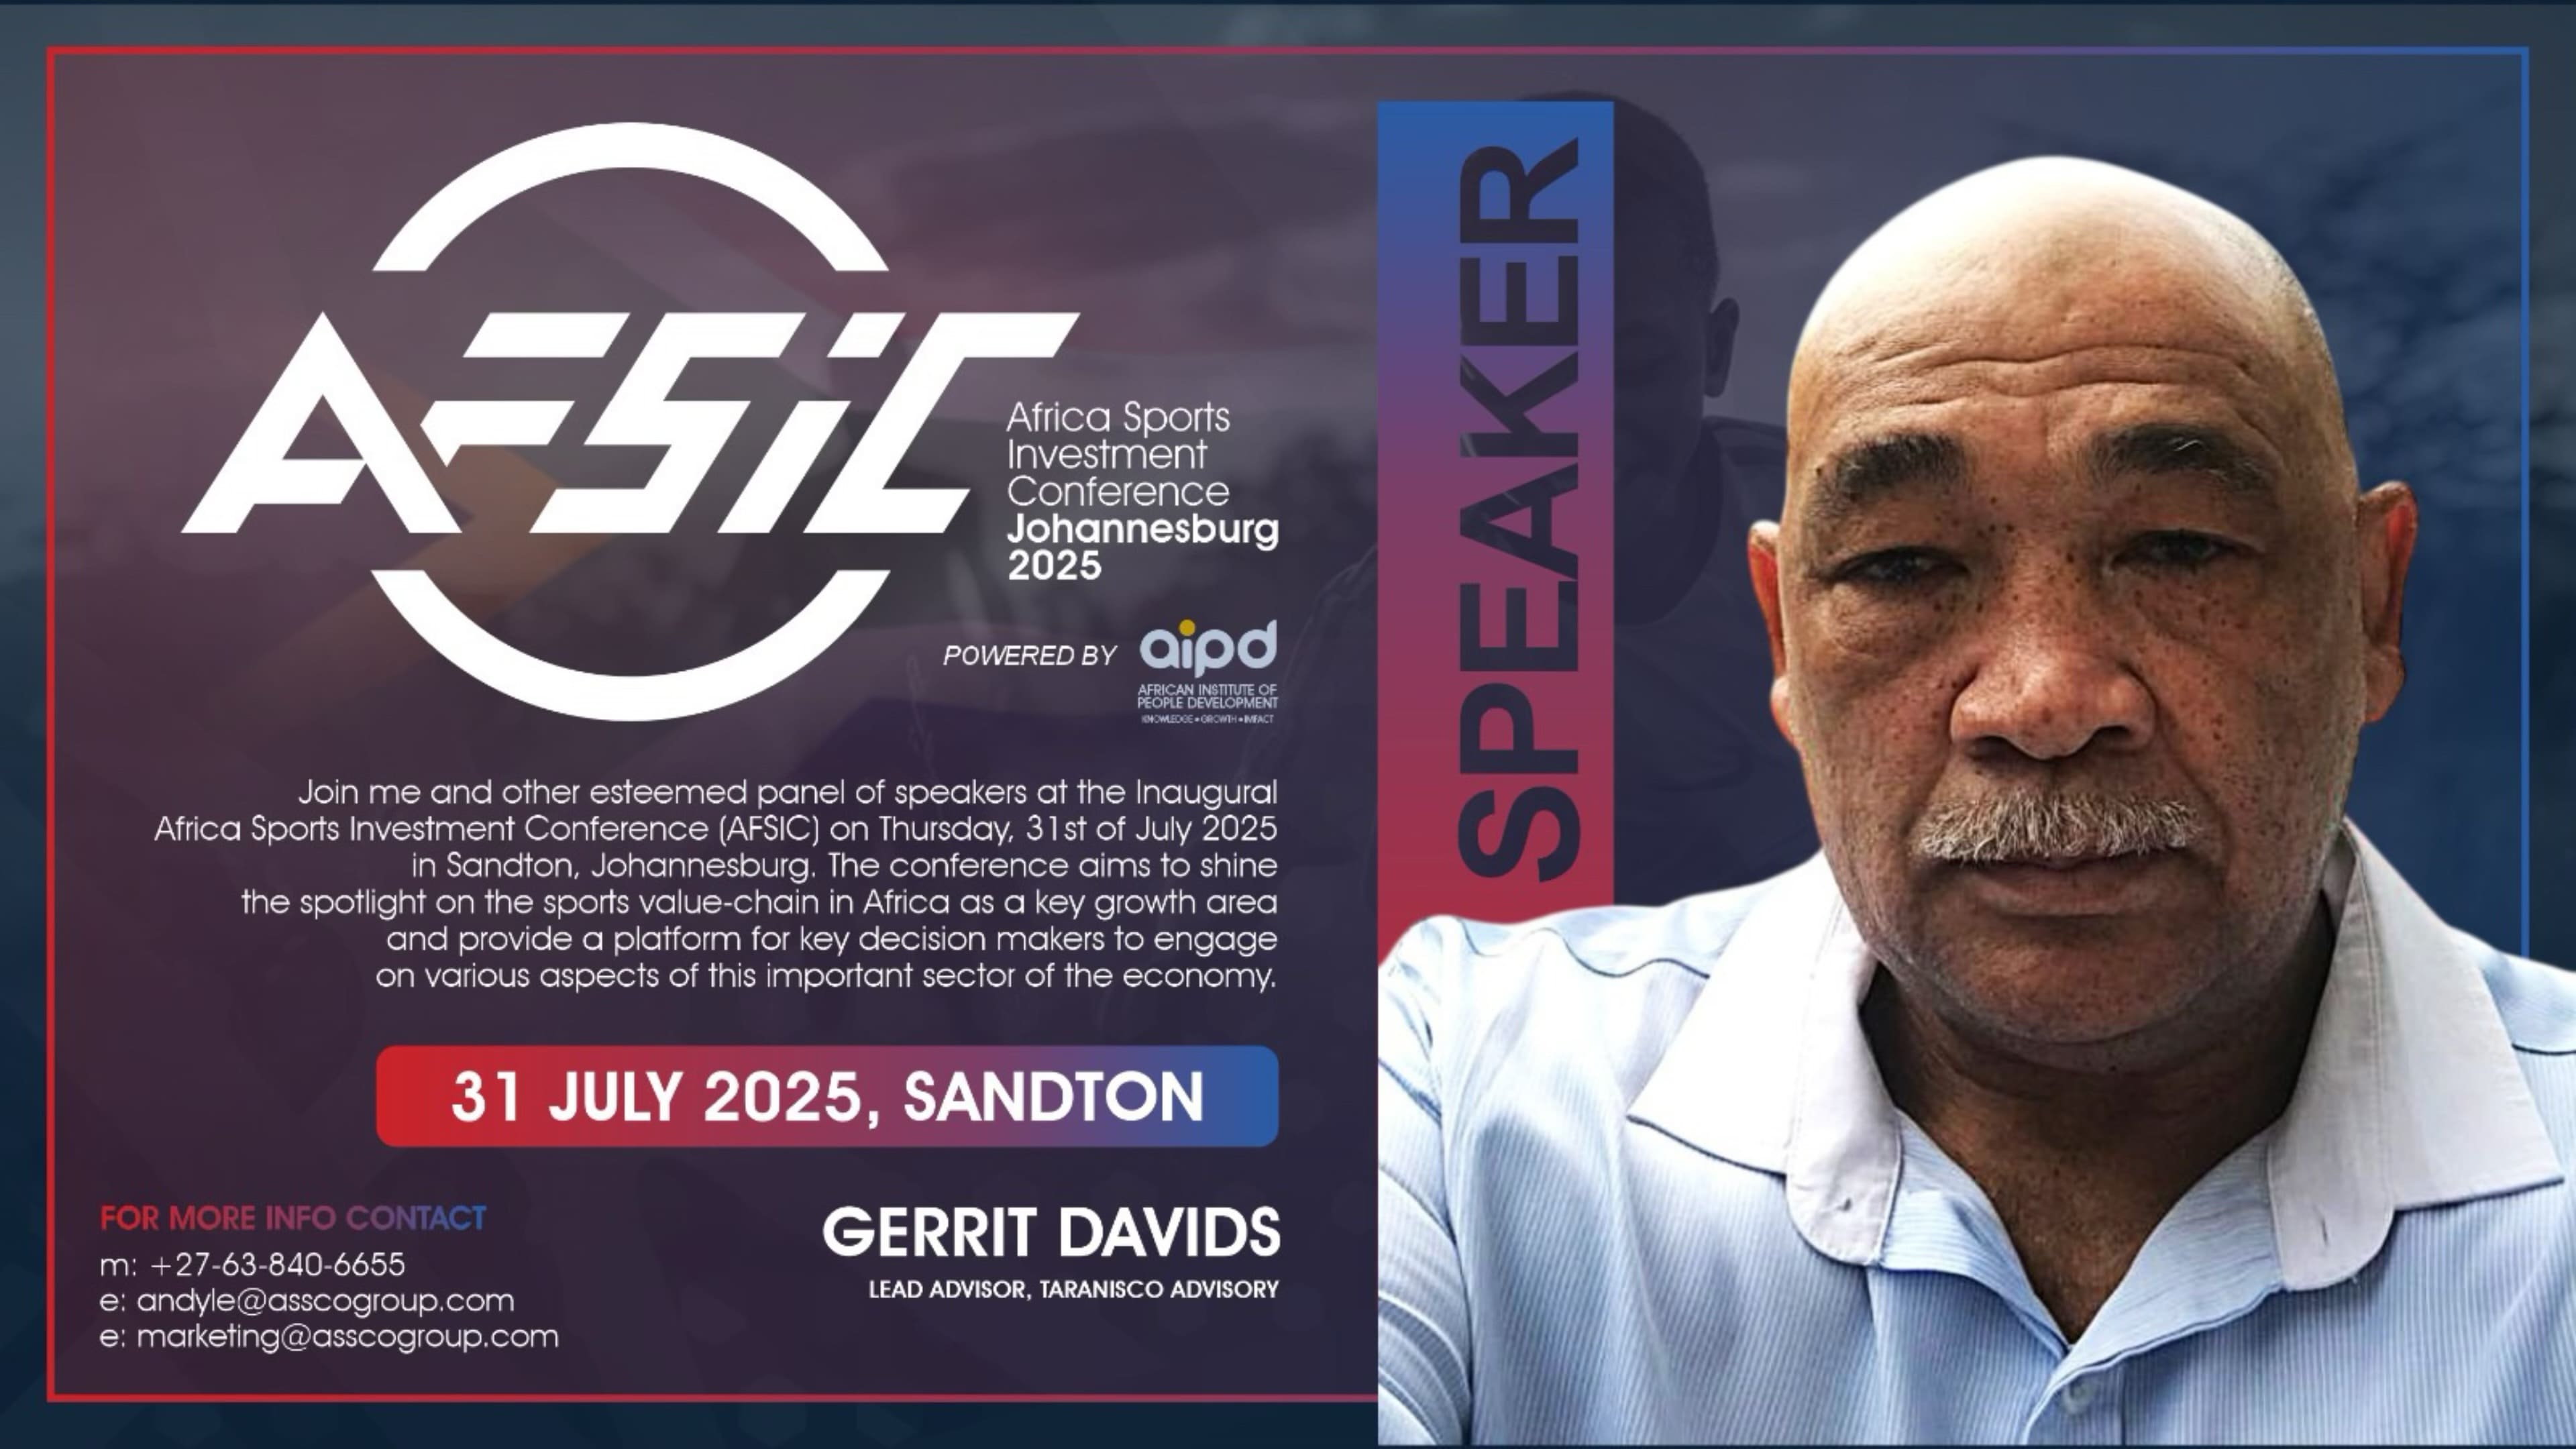 AFSiC
Africa Sports
Investment
Conference
Johannesburg
2025
POWERED BY
aipd
AFRICAN INSTITUTE OF
PEOPLE DEVELOPMENT
KNOWLEDGE • GROWTH • IMPACT
Join me and other esteemed panel of speakers at the Inaugural
Africa Sports Investment Conference (AFSIC) on Thursday, 31st of July 2025
in Sandton, Johannesburg. The conference aims to shine
the spotlight on the sports value-chain in Africa as a key growth area
and provide a platform for key decision makers to engage
on various aspects of this important sector of the economy.
31 JULY 2025, SANDTON
FOR MORE INFO CONTACT
m: +27-63-840-6655
e: andyle@asscogroup.com
e: marketing@asscogroup.com
GERRIT DAVIDS
LEAD ADVISOR, TARANISCO ADVISORY
SPEAKER